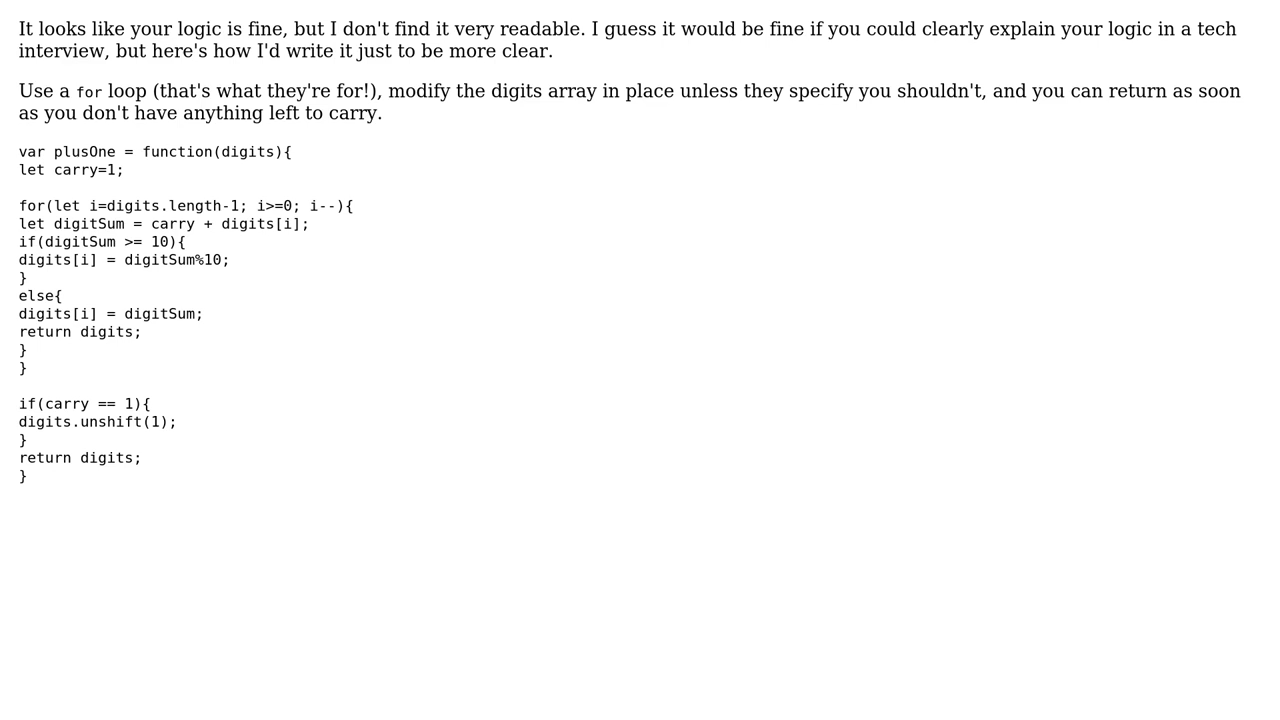 It looks like your logic is fine, but I don't find it very readable. I guess it would be fine if you could clearly explain your logic in a tech
interview, but here's how I'd write it just to be more clear.
Use a for loop (that's what they're for!), modify the digits array in place unless they specify you shouldn't, and you can return as soon
as you don't have anything left to carry.
var plusOne = function(digits){
let carry=1;
for(let i=digits.length-1; i>=0; i--){
let digitSum = carry + digits[i];
if(digitSum >= 10){
digits[i] = digitSum%10;
}
else{
digits[i] = digitSum;
return digits;
}
}
if(carry == 1){
digits.unshift(1);
}
return digits;
}